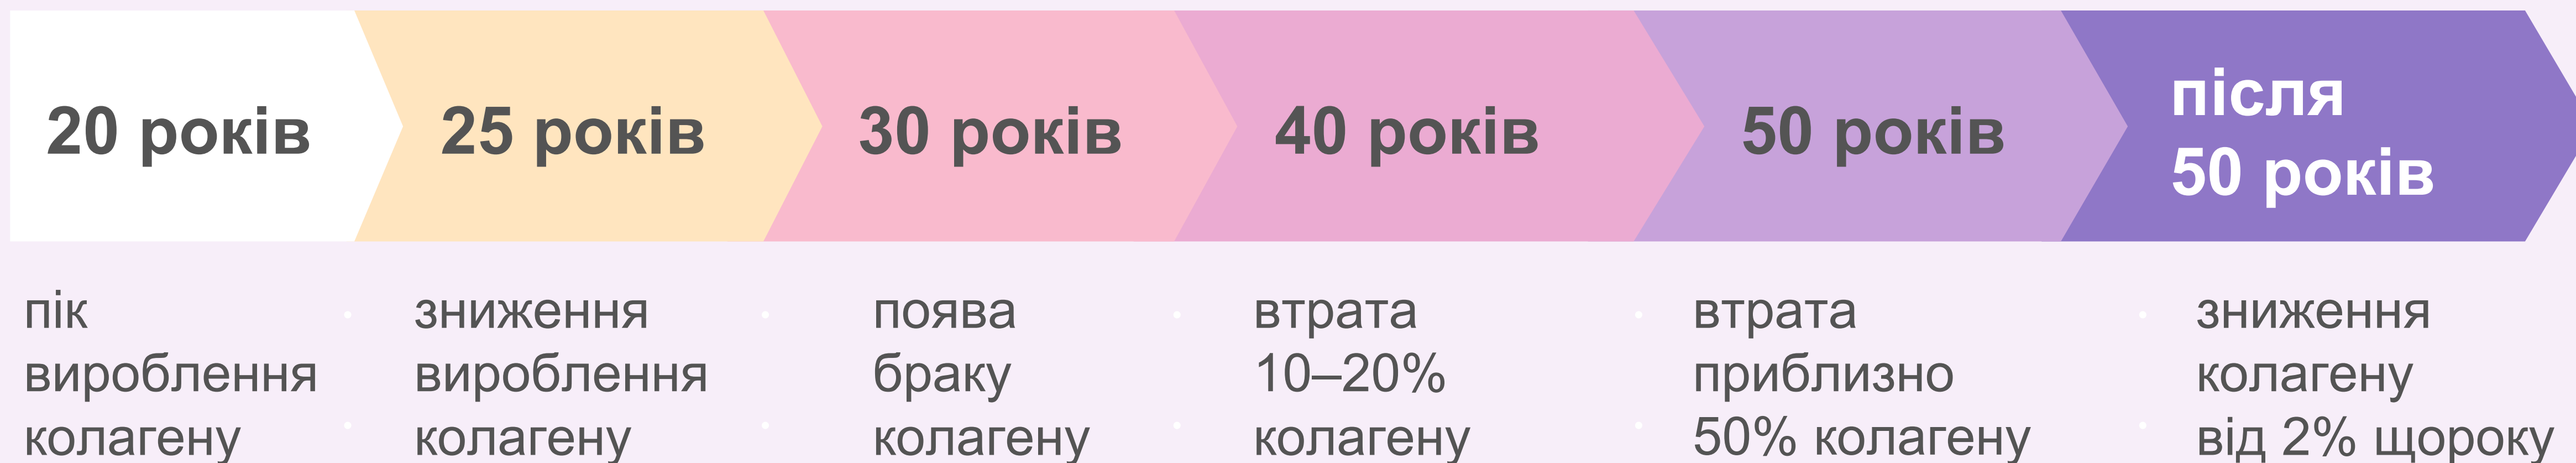 20 років
25 років
30 років
40 років
50 років
після
50 років
пік
вироблення
колагену
зниження
вироблення
колагену
поява
браку
колагену
втрата
10–20%
колагену
втрата
приблизно
50% колагену
зниження
колагену
від 2% щороку